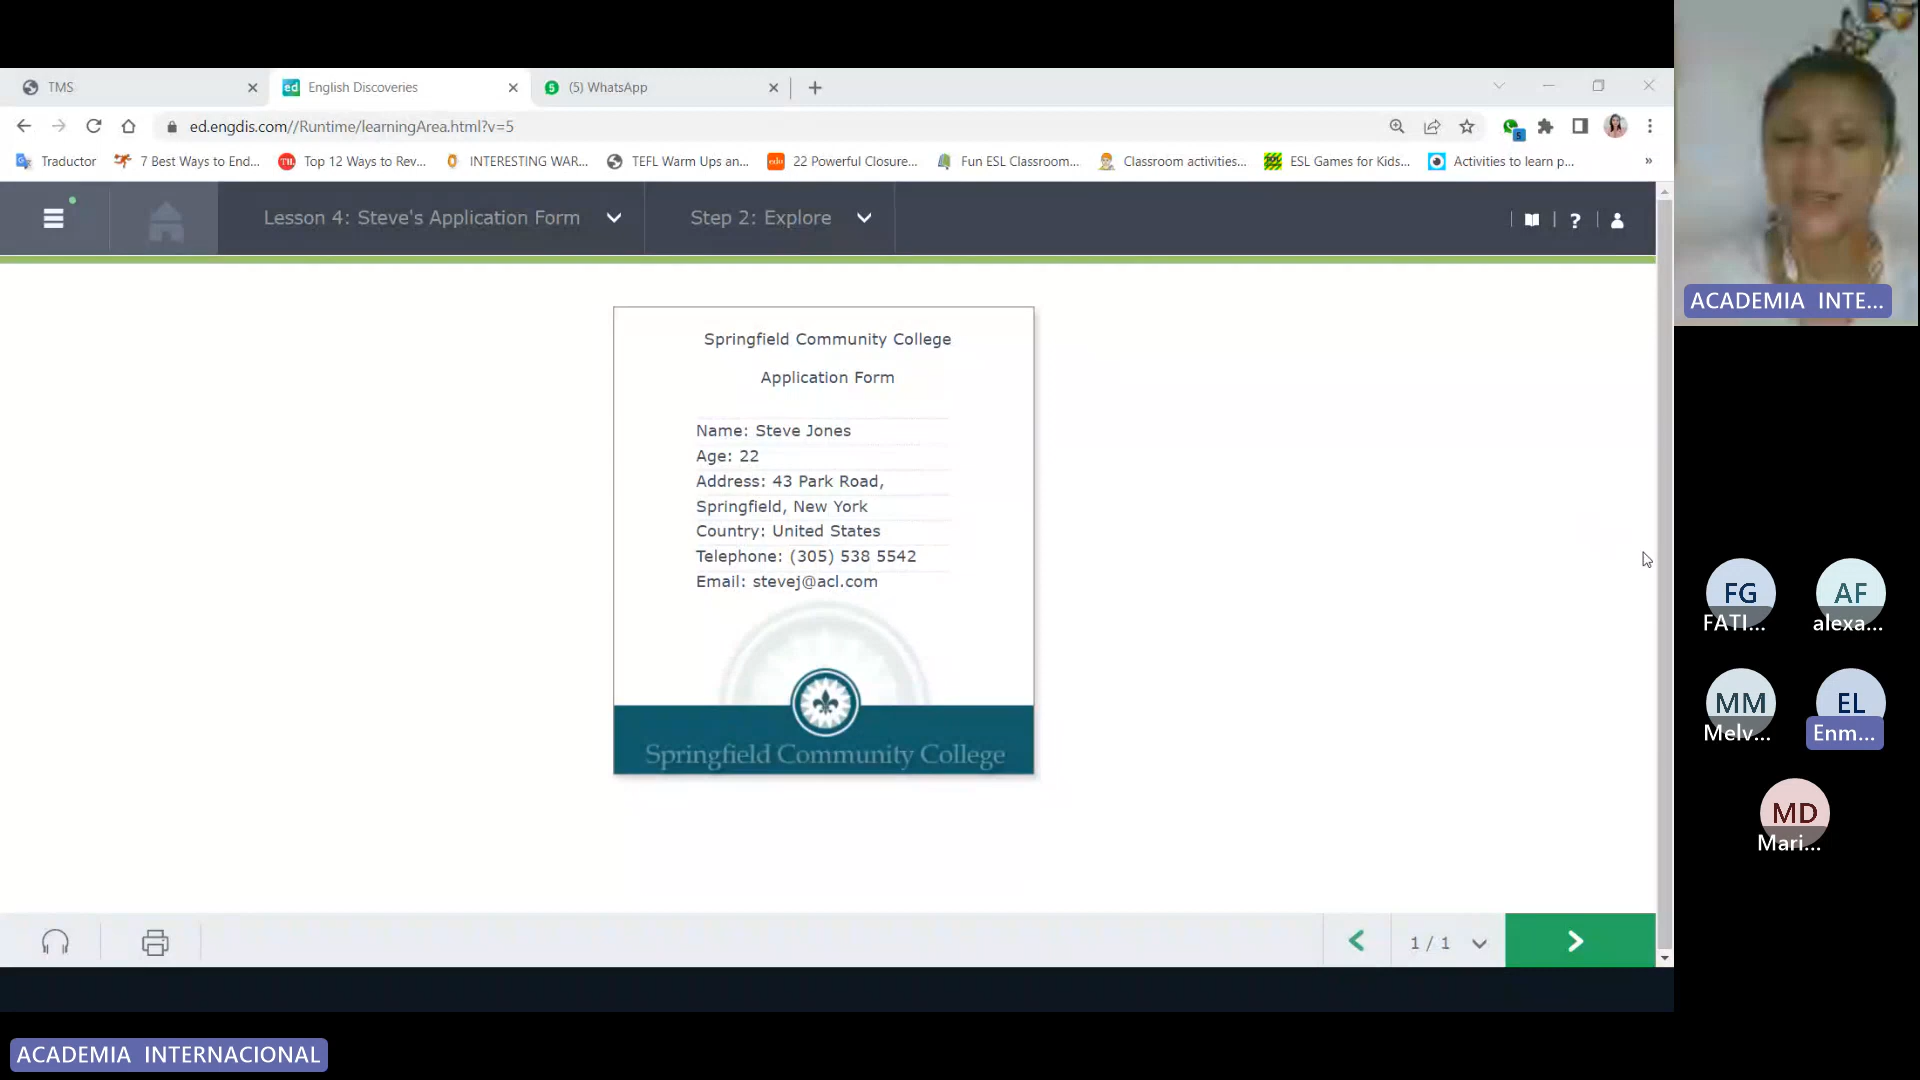 TMS
English Discoveries
(5) WhatsApp
ed.engdis.com//Runtime/learningArea.html?v=5
Traductor
7 Best Ways to End...
Top 12 Ways to Rev...
INTERESTING WAR...
TEFL Warm Ups an...
22 Powerful Closure...
Fun ESL Classroom...
Classroom activities...
ESL Games for Kids...
Activities to learn p...
»
Lesson 4: Steve's Application Form
Step 2: Explore
?
Springfield Community College
Application Form
Name: Steve Jones
Age: 22
Address: 43 Park Road,
Springfield, New York
Country: United States
Telephone: (305) 538 5542
Email: stevej@acl.com
Springfield Community College
1 / 1
ACADEMIA INTE...
FG
FATI...
AF
alexa...
MM
Melv...
EL
Enm...
MD
Mari...
ACADEMIA INTERNACIONAL